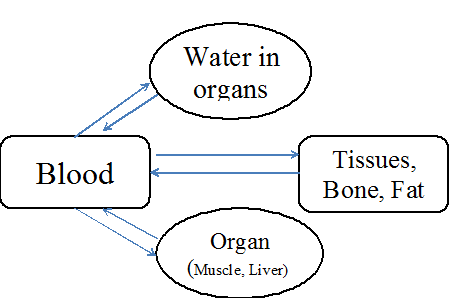 Water in
organs
Blood
Tissues,
Bone, Fat
Organ
(Muscle, Liver)